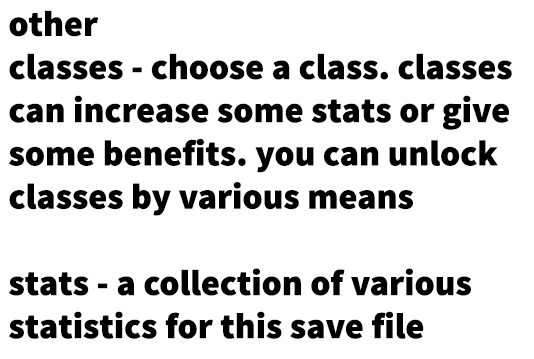 other
classes - choose a class. classes
can increase some stats or give
some benefits. you can unlock
classes by various means
stats - a collection of various
statistics for this save file